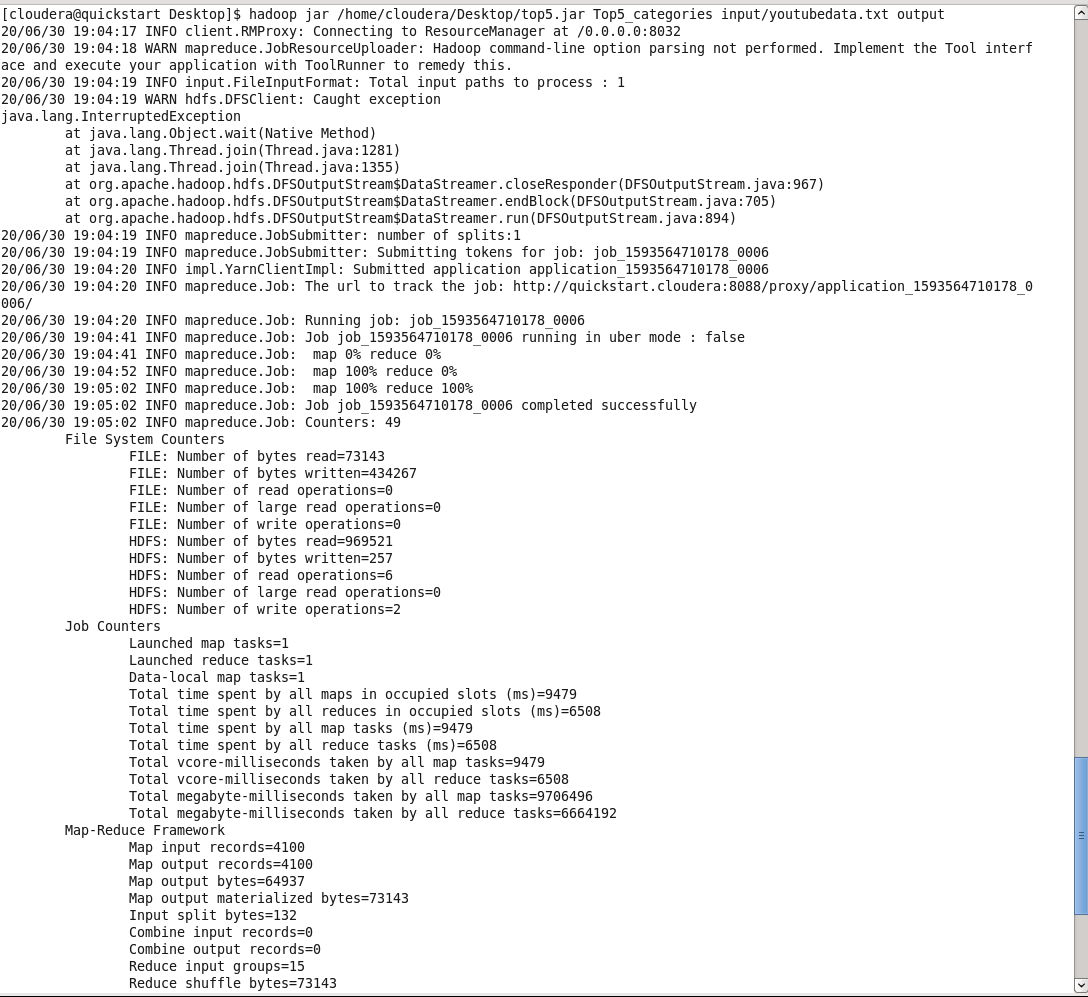 [cloudera@quickstart Desktop]$ hadoop jar /home/cloudera/Desktop/top5.jar Top5_categories input/youtubedata.txt output
20/06/30 19:04:17 INFO client.RMProxy: Connecting to ResourceManager at /0.0.0.0:8032
20/06/30 19:04:18 WARN mapreduce.JobResourceUploader: Hadoop command-line option parsing not performed. Implement the Tool interf
ace and execute your application with ToolRunner to remedy this.
20/06/30 19:04:19 INFO input.FileInputFormat: Total input paths to process : 1
20/06/30 19:04:19 WARN hdfs.DFSClient: Caught exception
java.lang.InterruptedException
        at java.lang.Object.wait(Native Method)
        at java.lang.Thread.join(Thread.java:1281)
        at java.lang.Thread.join(Thread.java:1355)
        at org.apache.hadoop.hdfs.DFSOutputStream$DataStreamer.closeResponder(DFSOutputStream.java:967)
        at org.apache.hadoop.hdfs.DFSOutputStream$DataStreamer.endBlock(DFSOutputStream.java:705)
        at org.apache.hadoop.hdfs.DFSOutputStream$DataStreamer.run(DFSOutputStream.java:894)
20/06/30 19:04:19 INFO mapreduce.JobSubmitter: number of splits:1
20/06/30 19:04:19 INFO mapreduce.JobSubmitter: Submitting tokens for job: job_1593564710178_0006
20/06/30 19:04:20 INFO impl.YarnClientImpl: Submitted application application_1593564710178_0006
20/06/30 19:04:20 INFO mapreduce.Job: The url to track the job: http://quickstart.cloudera:8088/proxy/application_1593564710178_0
006/
20/06/30 19:04:20 INFO mapreduce.Job: Running job: job_1593564710178_0006
20/06/30 19:04:41 INFO mapreduce.Job: Job job_1593564710178_0006 running in uber mode : false
20/06/30 19:04:41 INFO mapreduce.Job:  map 0% reduce 0%
20/06/30 19:04:52 INFO mapreduce.Job:  map 100% reduce 0%
20/06/30 19:05:02 INFO mapreduce.Job:  map 100% reduce 100%
20/06/30 19:05:02 INFO mapreduce.Job: Job job_1593564710178_0006 completed successfully
20/06/30 19:05:02 INFO mapreduce.Job: Counters: 49
        File System Counters
                FILE: Number of bytes read=73143
                FILE: Number of bytes written=434267
                FILE: Number of read operations=0
                FILE: Number of large read operations=0
                FILE: Number of write operations=0
                HDFS: Number of bytes read=969521
                HDFS: Number of bytes written=257
                HDFS: Number of read operations=6
                HDFS: Number of large read operations=0
                HDFS: Number of write operations=2
        Job Counters
                Launched map tasks=1
                Launched reduce tasks=1
                Data-local map tasks=1
                Total time spent by all maps in occupied slots (ms)=9479
                Total time spent by all reduces in occupied slots (ms)=6508
                Total time spent by all map tasks (ms)=9479
                Total time spent by all reduce tasks (ms)=6508
                Total vcore-milliseconds taken by all map tasks=9479
                Total vcore-milliseconds taken by all reduce tasks=6508
                Total megabyte-milliseconds taken by all map tasks=9706496
                Total megabyte-milliseconds taken by all reduce tasks=6664192
        Map-Reduce Framework
                Map input records=4100
                Map output records=4100
                Map output bytes=64937
                Map output materialized bytes=73143
                Input split bytes=132
                Combine input records=0
                Combine output records=0
                Reduce input groups=15
                Reduce shuffle bytes=73143